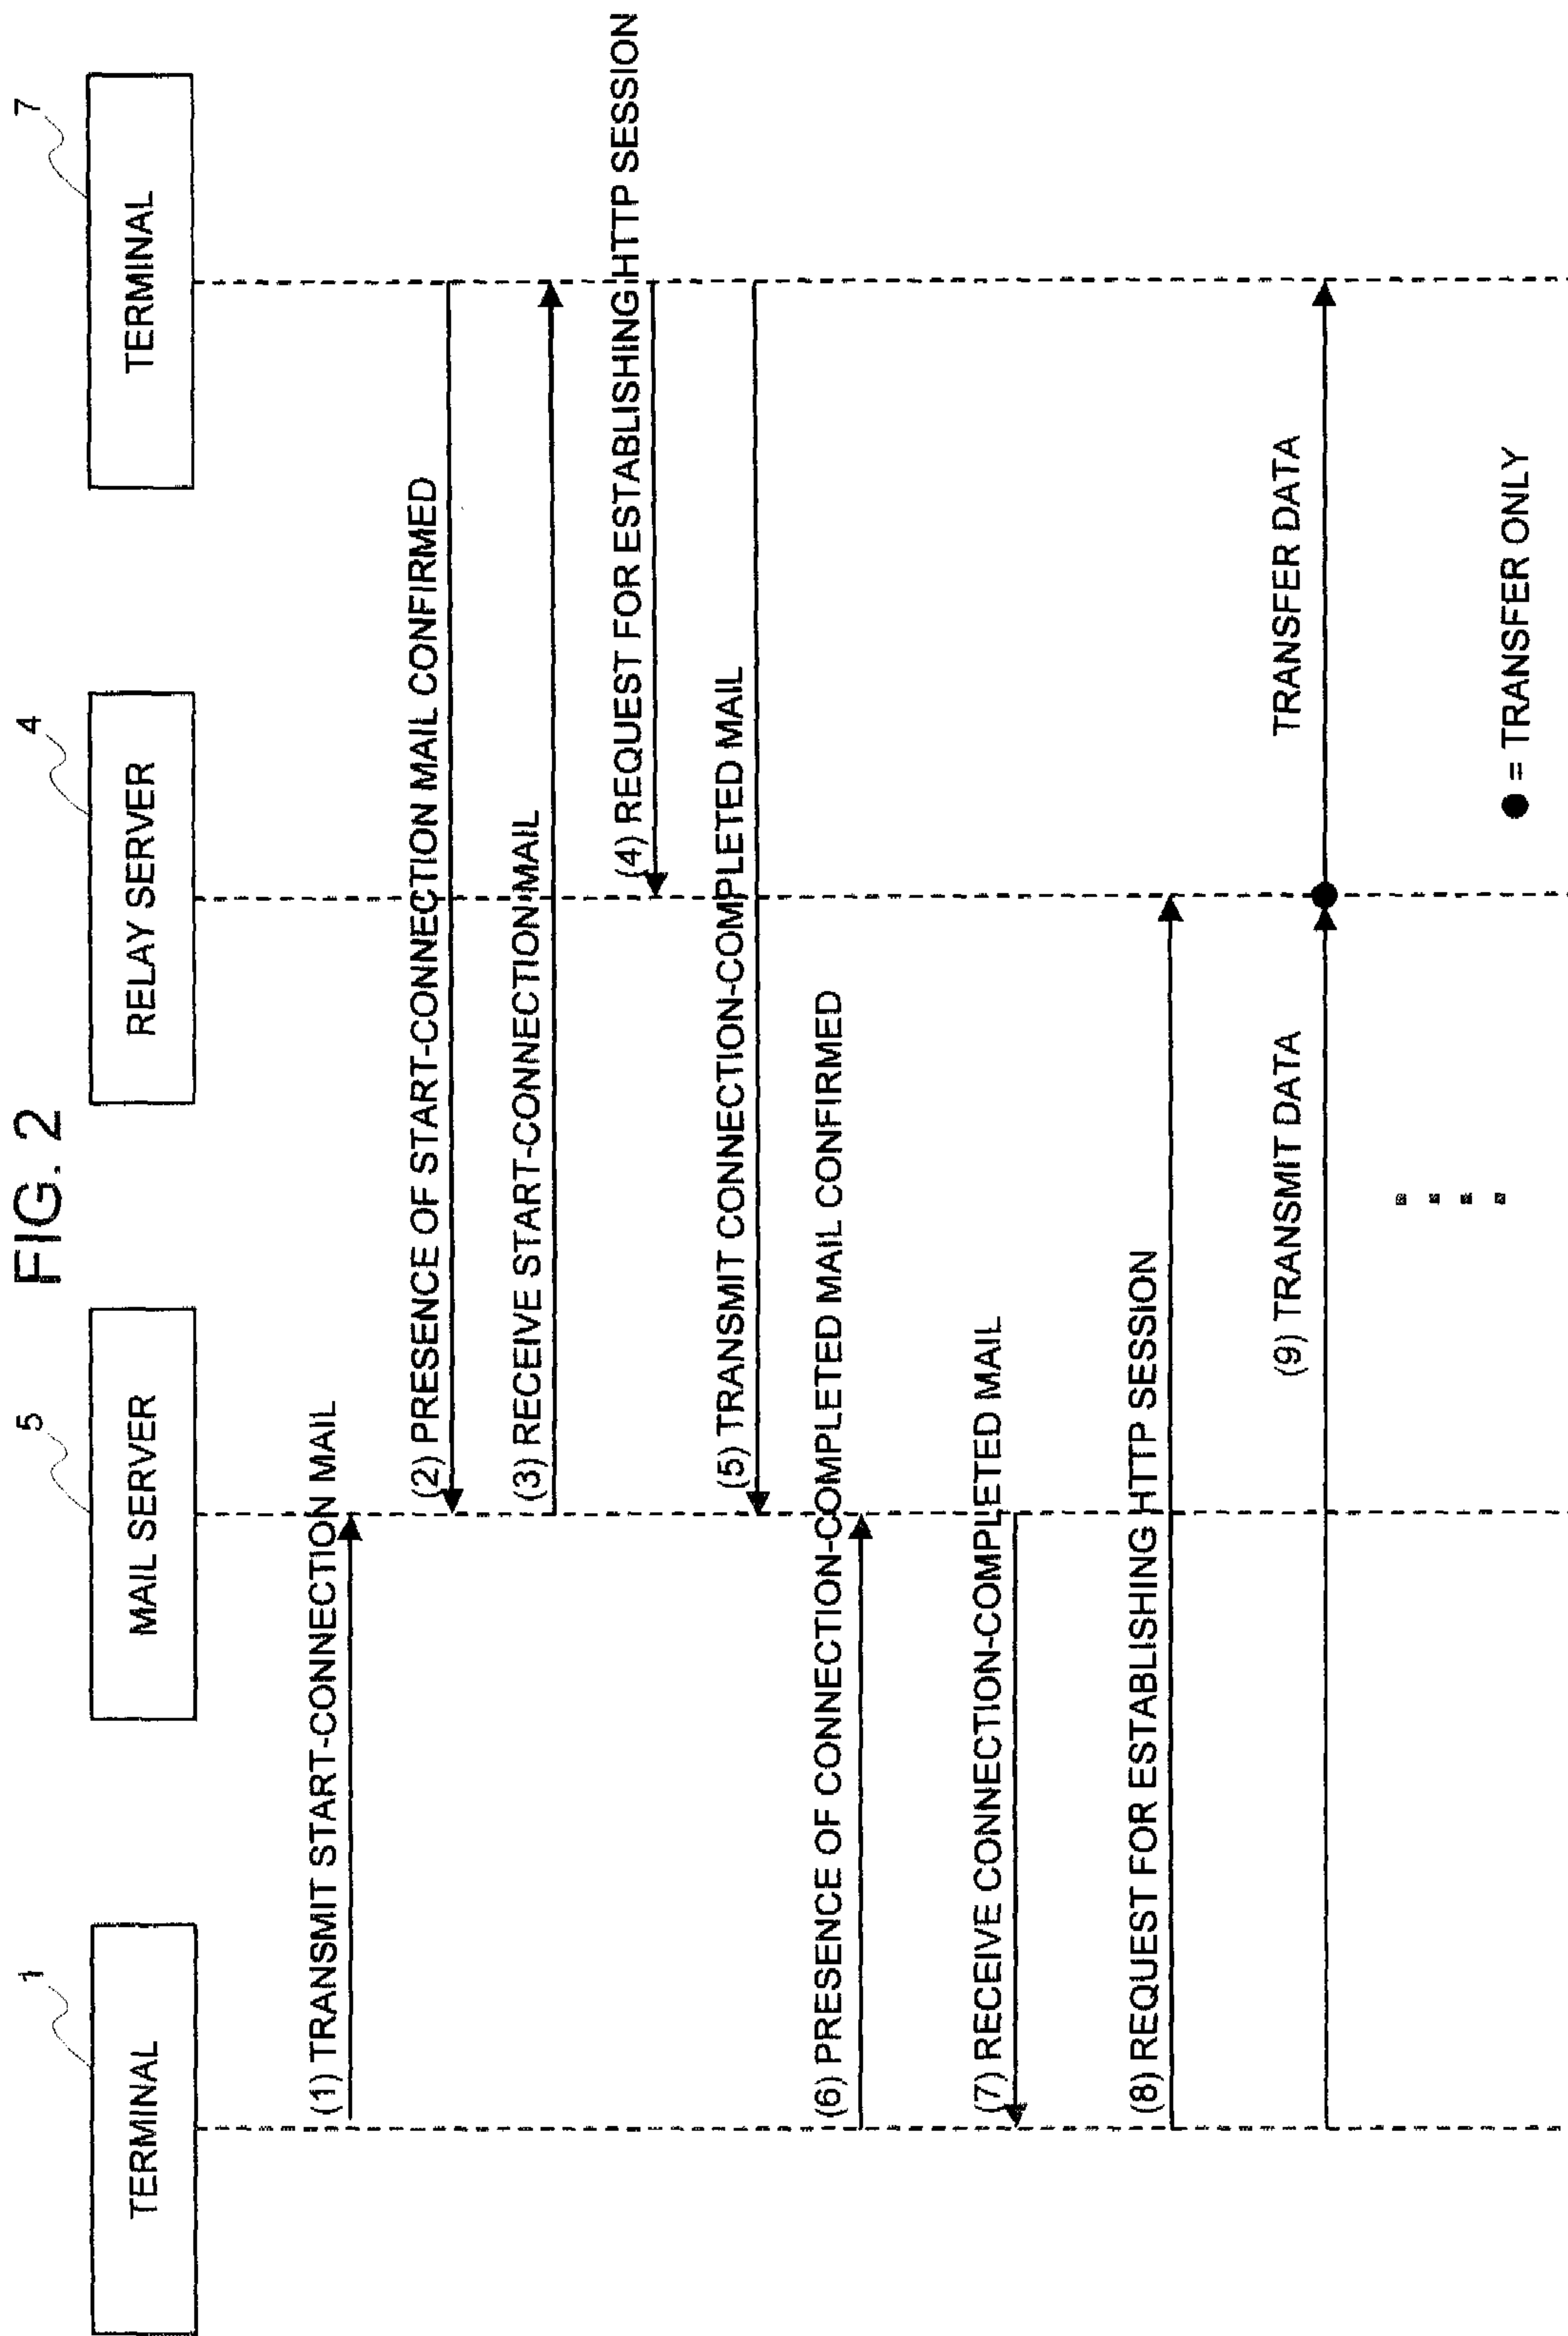 FIG. 2
1
5
4
7
TERMINAL
MAIL SERVER
RELAY SERVER
TERMINAL
(1) TRANSMIT START-CONNECTION MAIL
(2) PRESENCE OF START-CONNECTION MAIL CONFIRMED
(3) RECEIVE START-CONNECTION MAIL
(4) REQUEST FOR ESTABLISHING HTTP SESSION
(5) TRANSMIT CONNECTION-COMPLETED MAIL
(6) PRESENCE OF CONNECTION-COMPLETED MAIL CONFIRMED
(7) RECEIVE CONNECTION-COMPLETED MAIL
(8) REQUEST FOR ESTABLISHING HTTP SESSION
(9) TRANSMIT DATA
TRANSFER DATA
● = TRANSFER ONLY